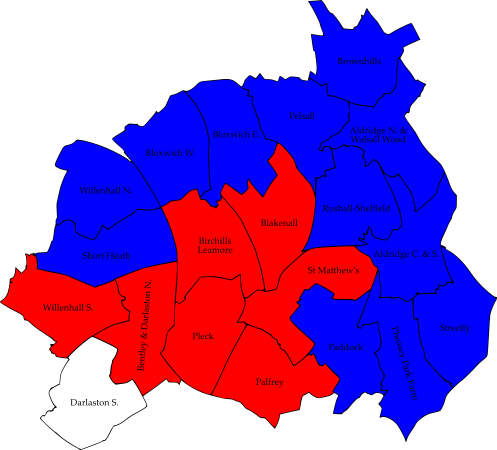 Brownhills
Pelsall
Aldridge N. &
Walsall Wood
Bloxwich E.
Bloxwich W.
Willenhall N.
Rushall-Shelfield
Blakenall
Birchills
Leamore
Short Heath
Aldridge C. & S.
St Matthew's
Willenhall S.
Bentley & Darlaston N.
Pleck
Paddock
Pheasey Park Farm
Streetly
Palfrey
Darlaston S.